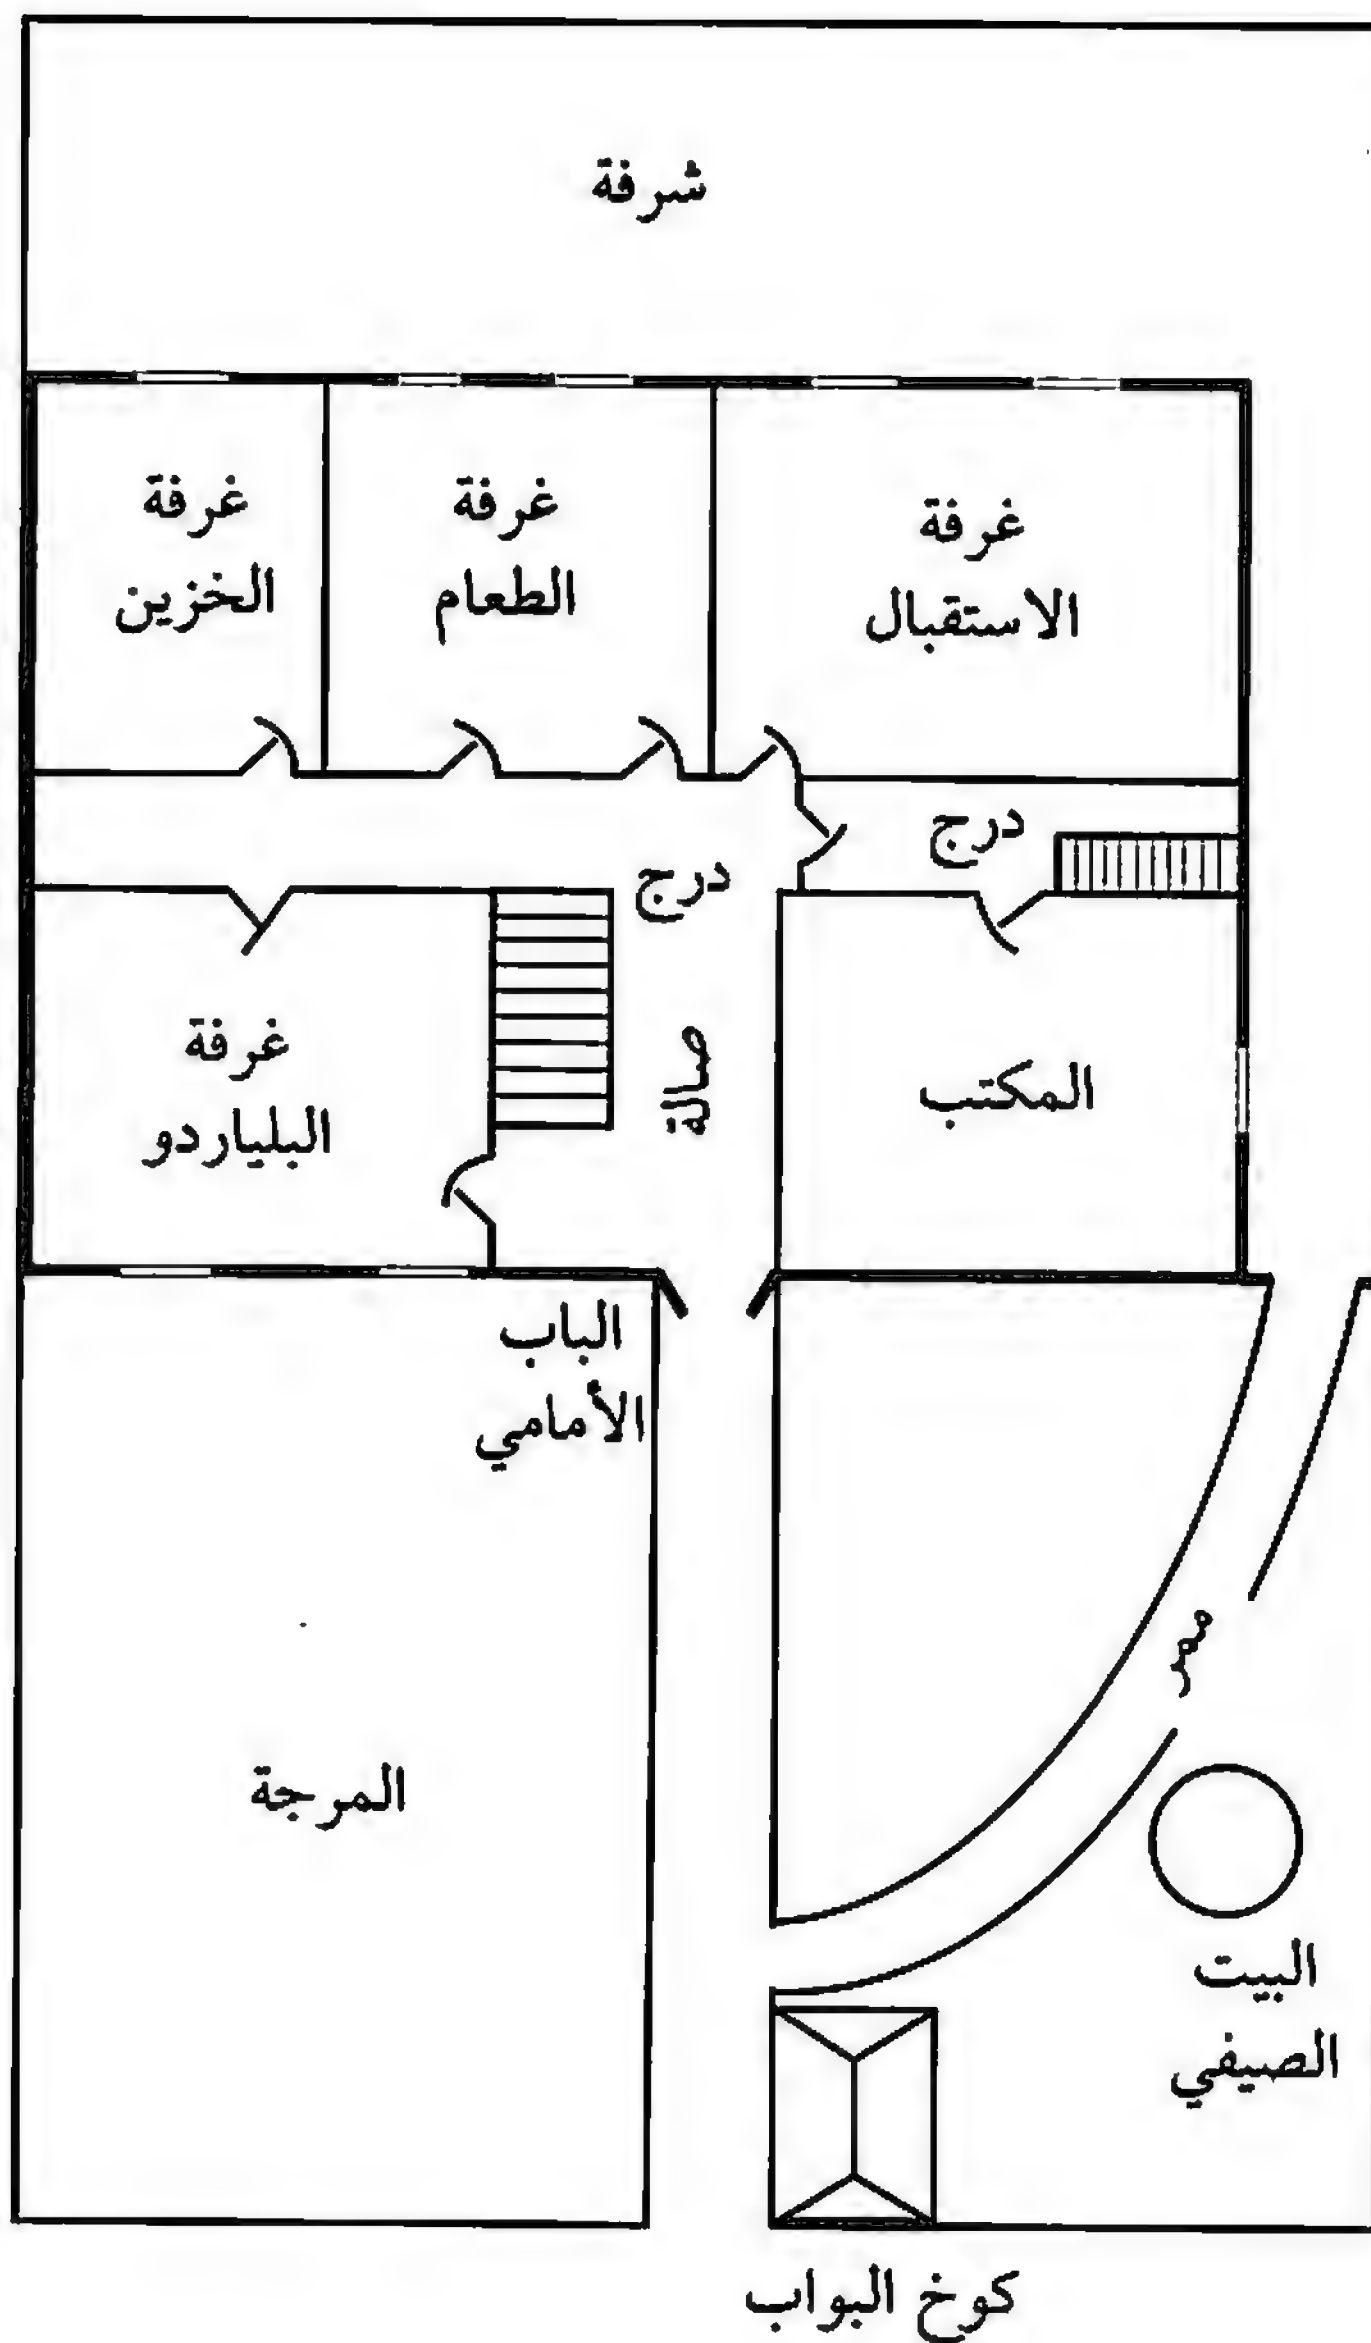 شرفة
غرفة
الاستقبال
غرفة
الطعام
غرفة
الخزين
درج
درج
صالة
المكتب
غرفة
البلياردو
الباب
الأمامي
ممر
المرجة
البيت
الصيفي
كوخ البواب